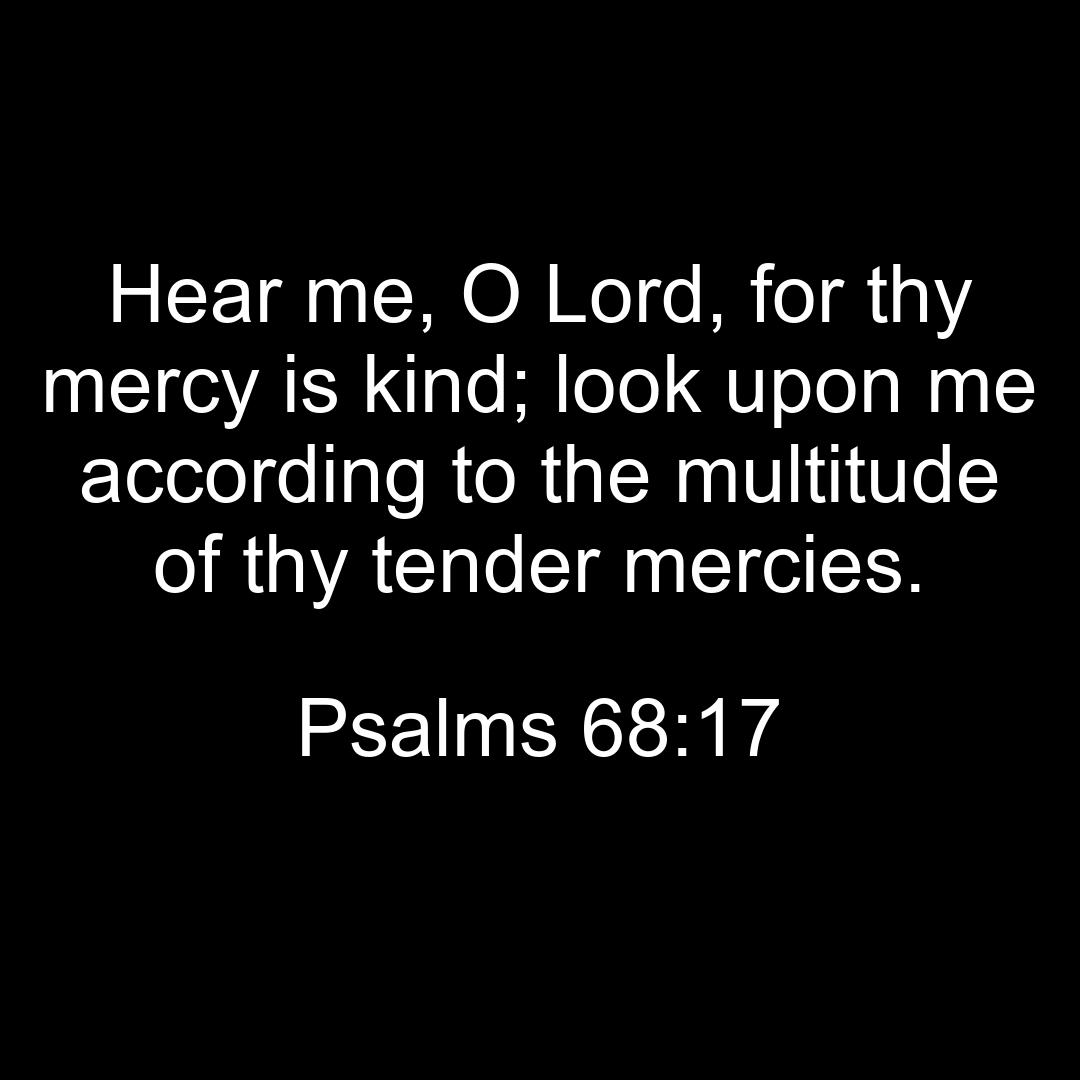 Hear me, O Lord, for thy
mercy is kind; look upon me
according to the multitude
of thy tender mercies.
Psalms 68:17